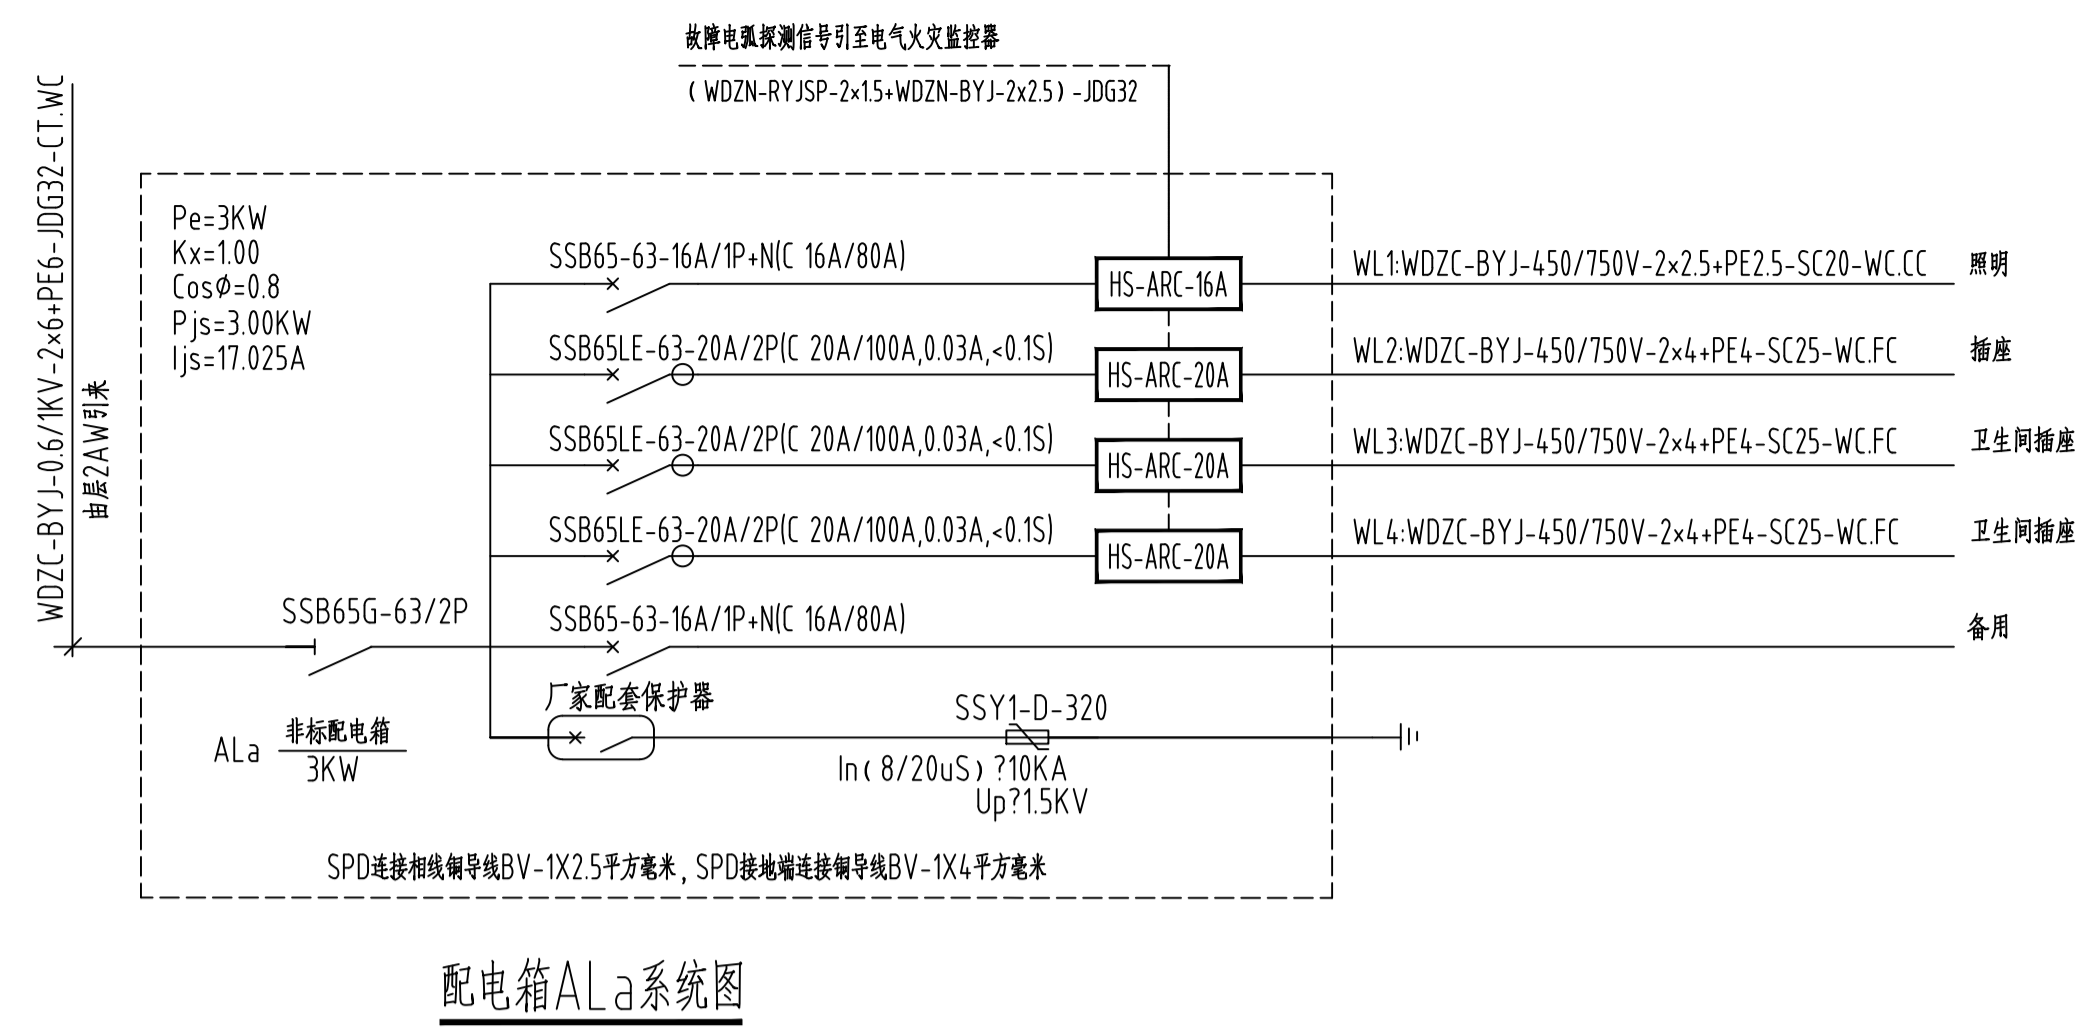 故障电弧探测信号引至电气火灾监控器
(WDZN-RYJSP-2×1.5+WDZN-BYJ-2x2.5)-JDG32
WDZC-BYJ-0.6/1KV-2×6+PE6-JDG32-CT.WC
由层2AW引来
Pe=3KW
Kx=1.00
CosΦ=0.8
Pjs=3.00KW
Ijs=17.025A
SSB65-63-16A/1P+N(C 16A/80A)
HS-ARC-16A
WL1:WDZC-BYJ-450/750V-2×2.5+PE2.5-SC20-WC.CC
照明
SSB65LE-63-20A/2P(C 20A/100A,0.03A,<0.1S)
HS-ARC-20A
WL2:WDZC-BYJ-450/750V-2×4+PE4-SC25-WC.FC
插座
SSB65LE-63-20A/2P(C 20A/100A,0.03A,<0.1S)
HS-ARC-20A
WL3:WDZC-BYJ-450/750V-2×4+PE4-SC25-WC.FC
卫生间插座
SSB65LE-63-20A/2P(C 20A/100A,0.03A,<0.1S)
HS-ARC-20A
WL4:WDZC-BYJ-450/750V-2×4+PE4-SC25-WC.FC
卫生间插座
SSB65G-63/2P
SSB65-63-16A/1P+N(C 16A/80A)
备用
厂家配套保护器
SSY1-D-320
In(8/20uS)?10KA
Up?1.5KV
ALa
非标配电箱
3KW
SPD连接相线铜导线BV-1X2.5平方毫米,SPD接地端连接铜导线BV-1X4平方毫米
配电箱ALa系统图